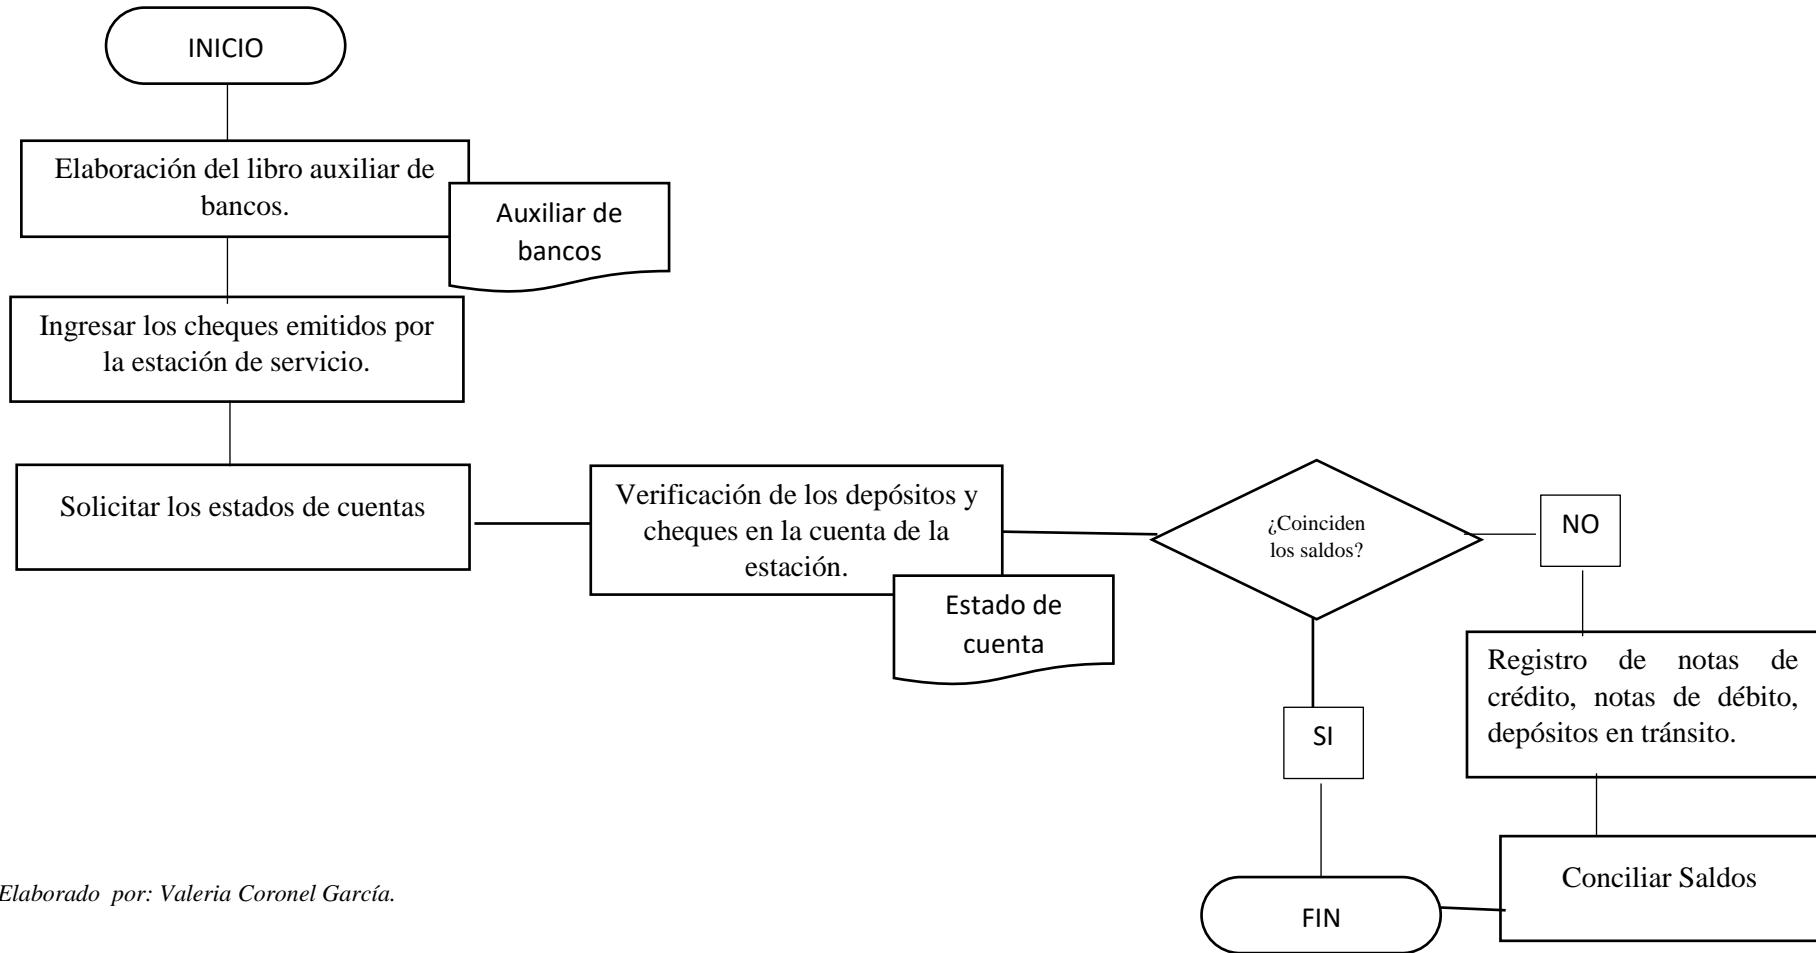 INICIO
Elaboración del libro auxiliar de
bancos.
Auxiliar de
bancos
Ingresar los cheques emitidos por
la estación de servicio.
Solicitar los estados de cuentas
Verificación de los depósitos y
cheques en la cuenta de la
estación.
Estado de
cuenta
¿Coinciden
los saldos?
NO
Registro de notas de
crédito, notas de débito,
depósitos en tránsito.
SI
Conciliar Saldos
FIN
Elaborado por: Valeria Coronel García.